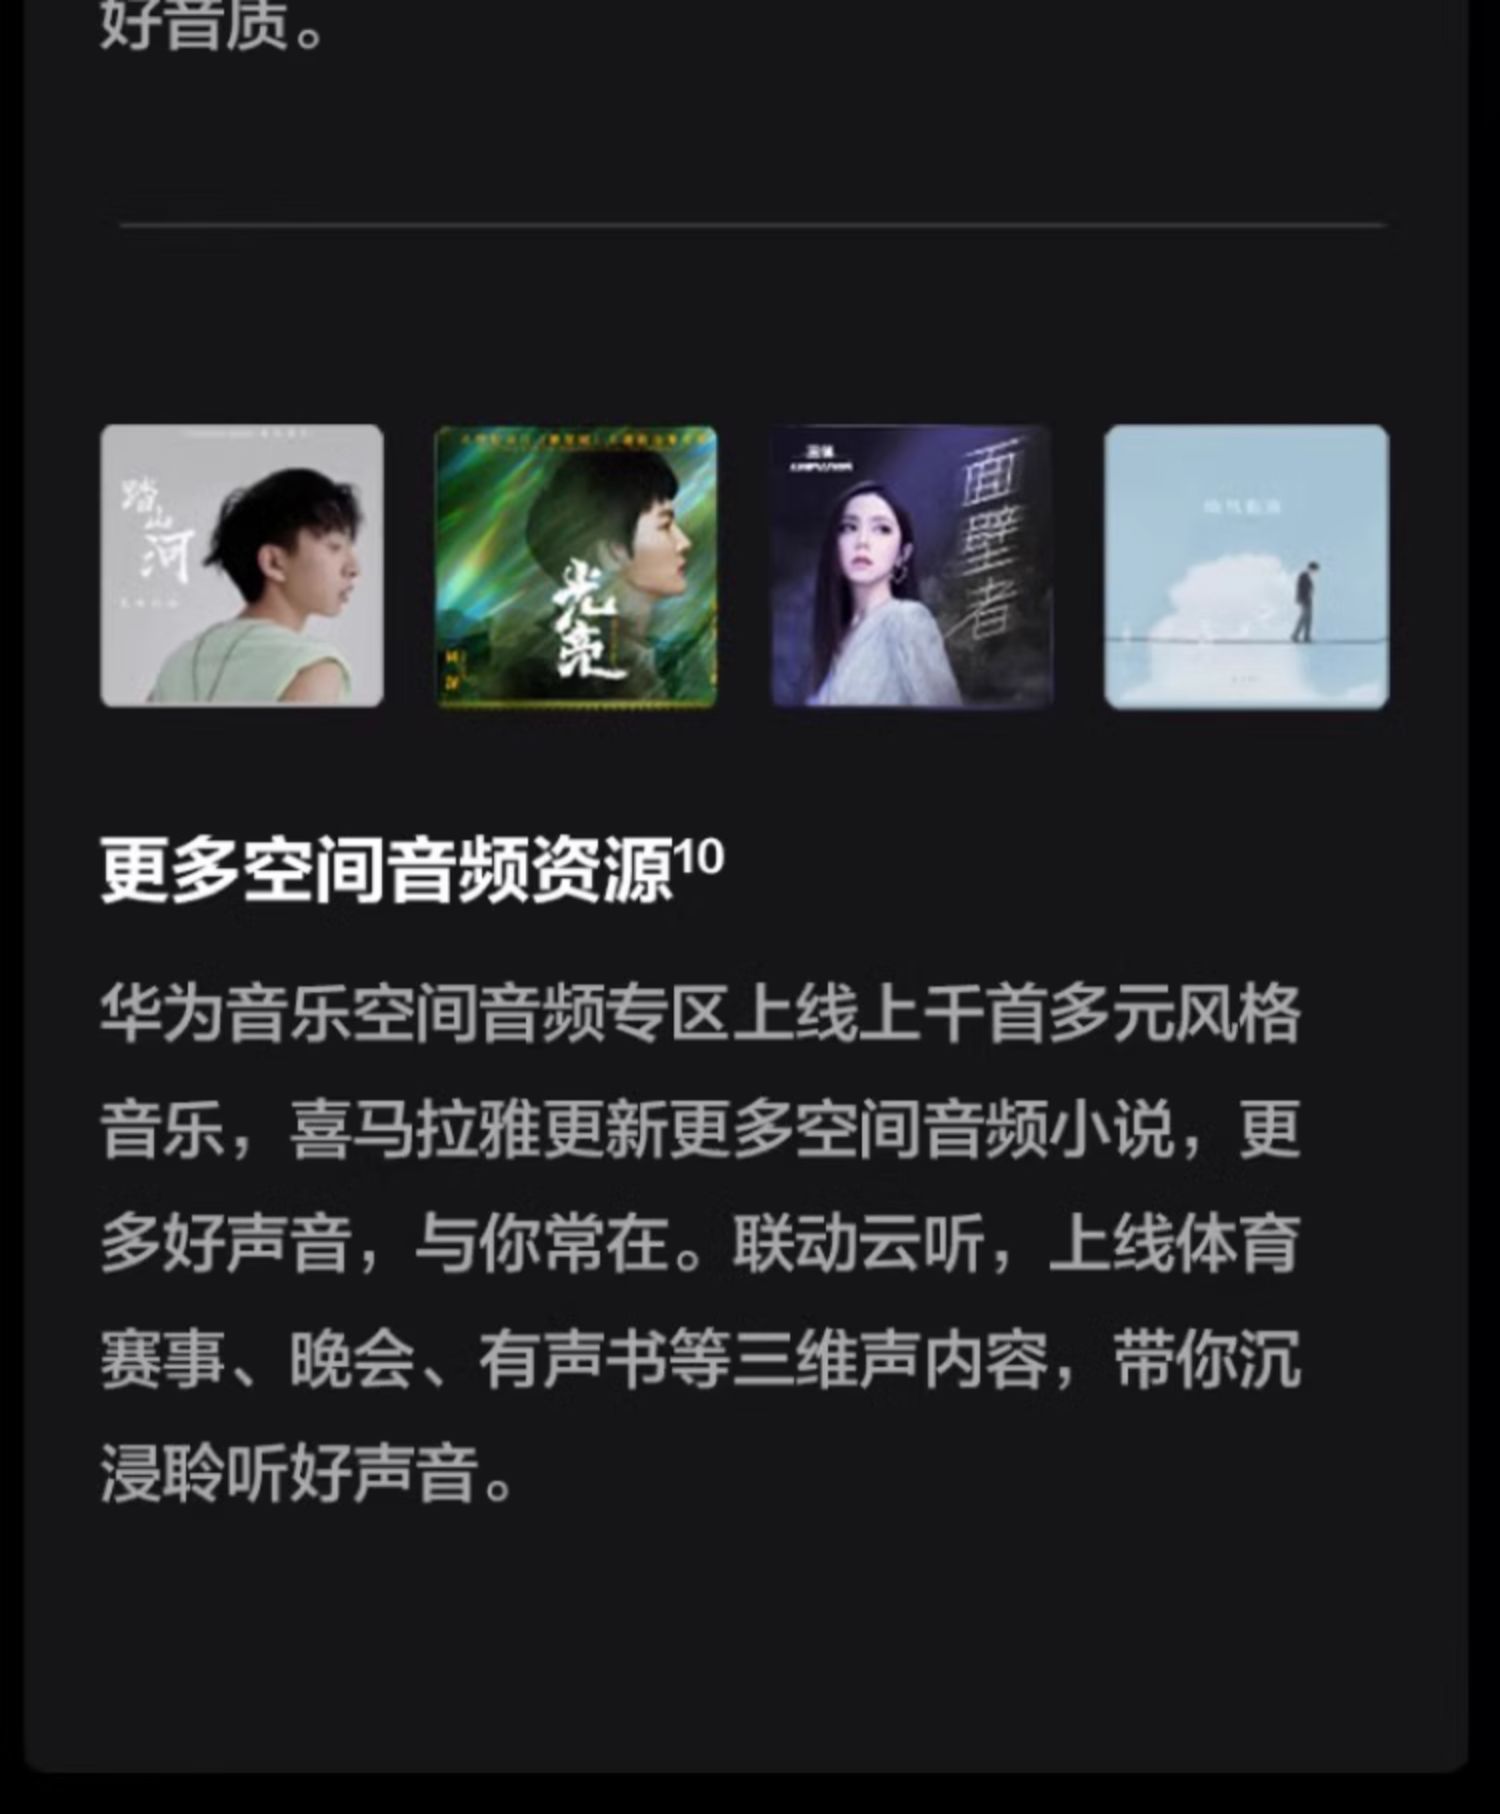 好音质。
踏山河
光亮
面壁者
更多空间音频资源10
华为音乐空间音频专区上线上千首多元风格
音乐，喜马拉雅更新更多空间音频小说，更
多好声音，与你常在。联动云听，上线体育
赛事、晚会、有声书等三维声内容，带你沉
浸聆听好声音。